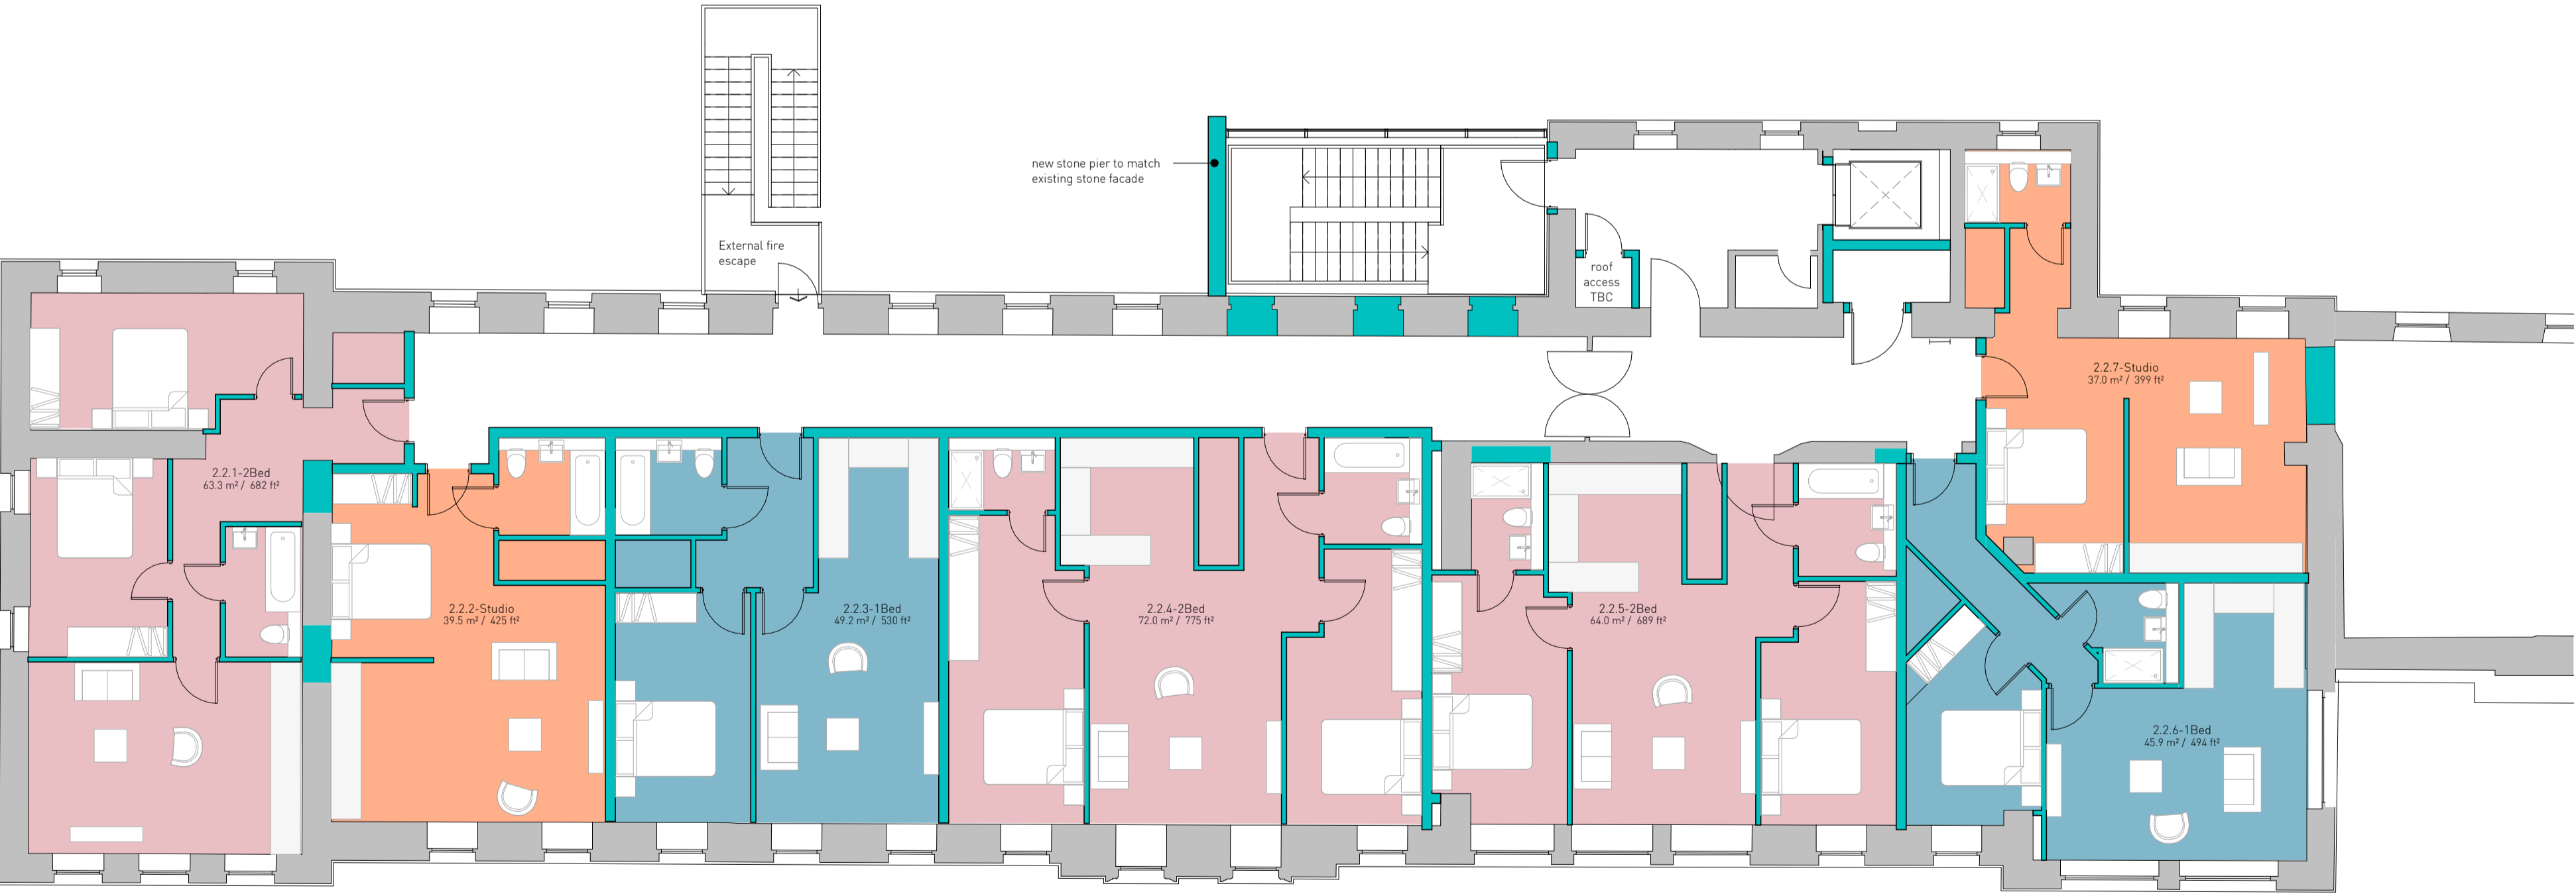 new stone pier to match
existing stone facade
External fire
escape
roof
access
TBC
2.2.7-Studio
37.0 m² / 399 ft²
2.2.1-2Bed
63.3 m² / 682 ft²
2.2.2-Studio
39.5 m² / 425 ft²
2.2.3-1Bed
49.2 m² / 530 ft²
2.2.4-2Bed
72.0 m² / 775 ft²
2.2.5-2Bed
64.0 m² / 689 ft²
2.2.6-1Bed
45.9 m² / 494 ft²